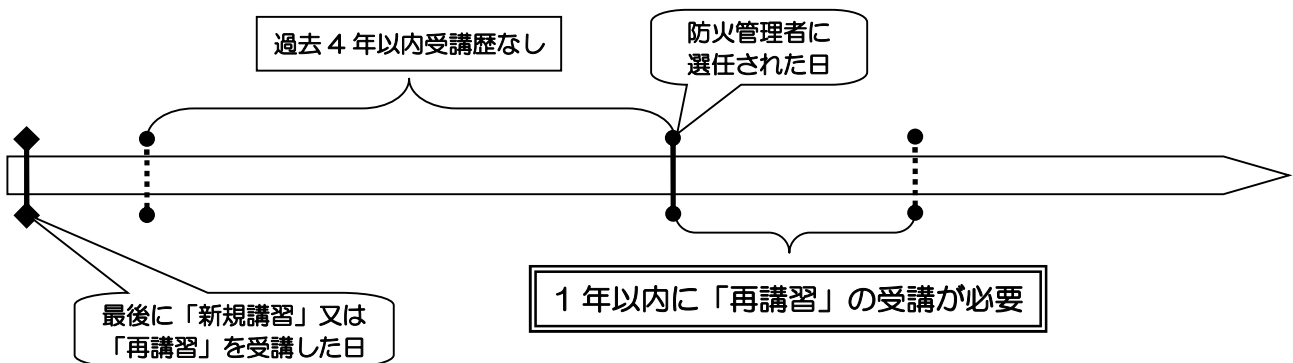 過去4年以内受講歴なし
防火管理者に
選任された日
最後に「新規講習」又は
「再講習」を受講した日
1年以内に「再講習」の受講が必要